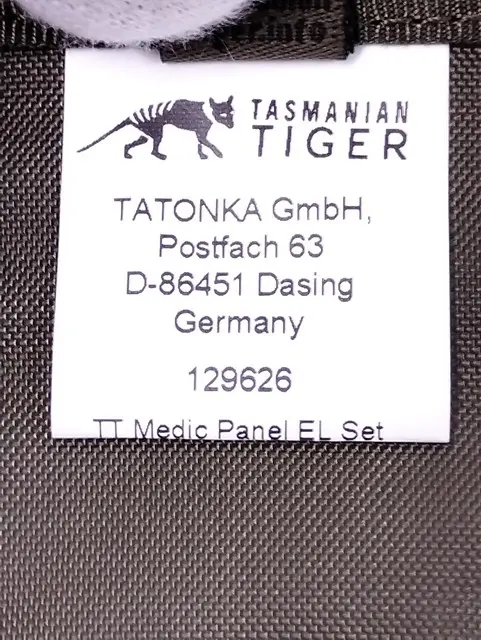 TASMANIAN
TIGER
TATONKA GmbH,
Postfach 63
D-86451 Dasing
Germany
129626
TT Medic Panel EL Set